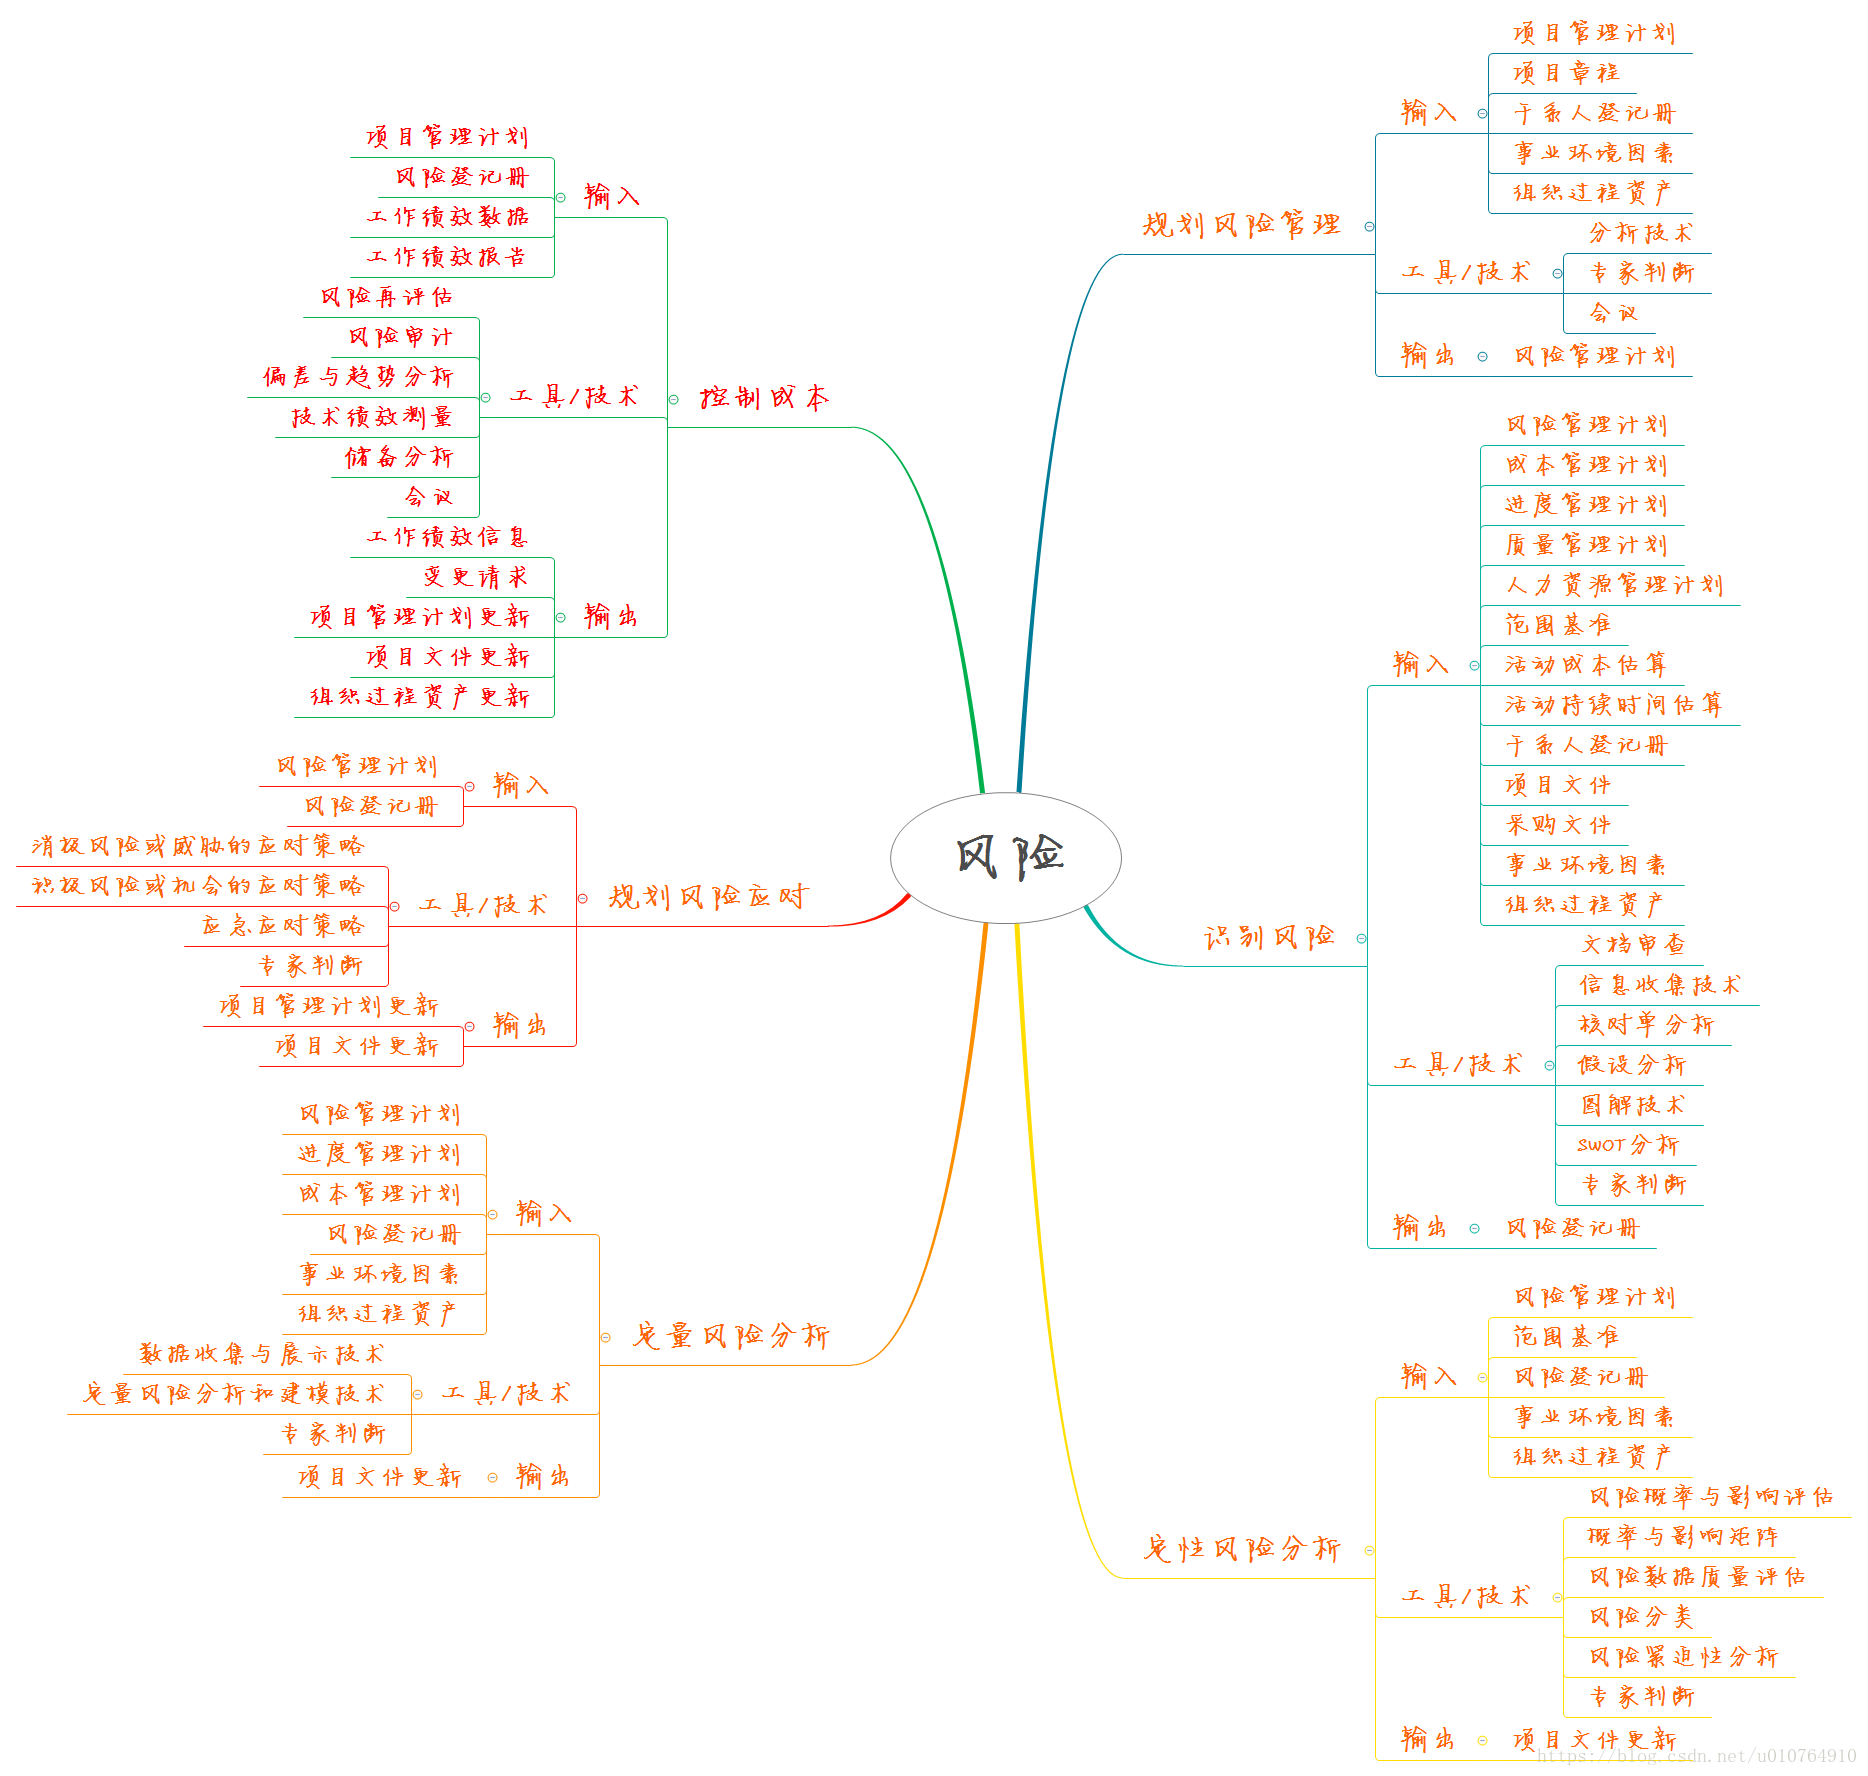 风险
规划风险管理
输入
项目管理计划
项目章程
干系人登记册
事业环境因素
组织过程资产
工具/技术
分析技术
专家判断
会议
输出
风险管理计划
识别风险
输入
风险管理计划
成本管理计划
进度管理计划
质量管理计划
人力资源管理计划
范围基准
活动成本估算
活动持续时间估算
干系人登记册
项目文件
采购文件
事业环境因素
组织过程资产
工具/技术
文档审查
信息收集技术
核对单分析
假设分析
图解技术
SWOT分析
专家判断
输出
风险登记册
定性风险分析
输入
风险管理计划
范围基准
风险登记册
事业环境因素
组织过程资产
工具/技术
风险概率与影响评估
概率与影响矩阵
风险数据质量评估
风险分类
风险紧迫性分析
专家判断
输出
项目文件更新
定量风险分析
输入
风险管理计划
进度管理计划
成本管理计划
风险登记册
事业环境因素
组织过程资产
工具/技术
数据收集与展示技术
定量风险分析和建模技术
专家判断
输出
项目文件更新
规划风险应对
输入
风险管理计划
风险登记册
工具/技术
消极风险或威胁的应对策略
积极风险或机会的应对策略
应急应对策略
专家判断
输出
项目管理计划更新
项目文件更新
控制成本
输入
项目管理计划
风险登记册
工作绩效数据
工作绩效报告
工具/技术
风险再评估
风险审计
偏差与趋势分析
技术绩效测量
储备分析
会议
输出
工作绩效信息
变更请求
项目管理计划更新
项目文件更新
组织过程资产更新
https://blog.csdn.net/u010764910